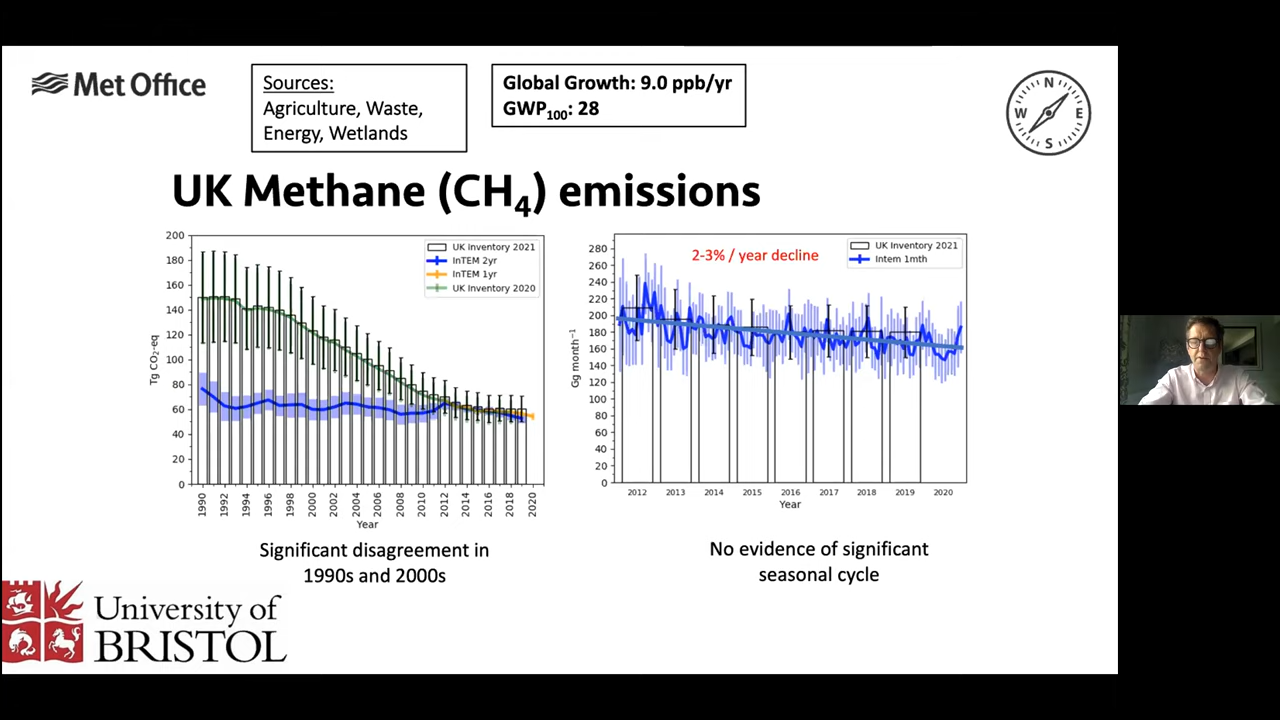 Met Office
Sources:
Agriculture, Waste,
Energy, Wetlands
Global Growth: 9.0 ppb/yr
GWP100: 28
N
W E
S
UK Methane (CH4) emissions
200
180
160
140
120
100
80
60
40
20
0
Tg CO2-eq
UK Inventory 2021
InTEM 2yr
InTEM 1yr
UK Inventory 2020
1990 1992 1994 1996 1998 2000 2002 2004 2006 2008 2010 2012 2014 2016 2018 2020
Year
Significant disagreement in
1990s and 2000s
280
260
240
220
200
180
160
140
120
100
80
60
40
20
0
Gg month−1
2-3% / year decline
UK Inventory 2021
Intem 1mth
2012 2013 2014 2015 2016 2017 2018 2019 2020
Year
No evidence of significant
seasonal cycle
University of
BRISTOL